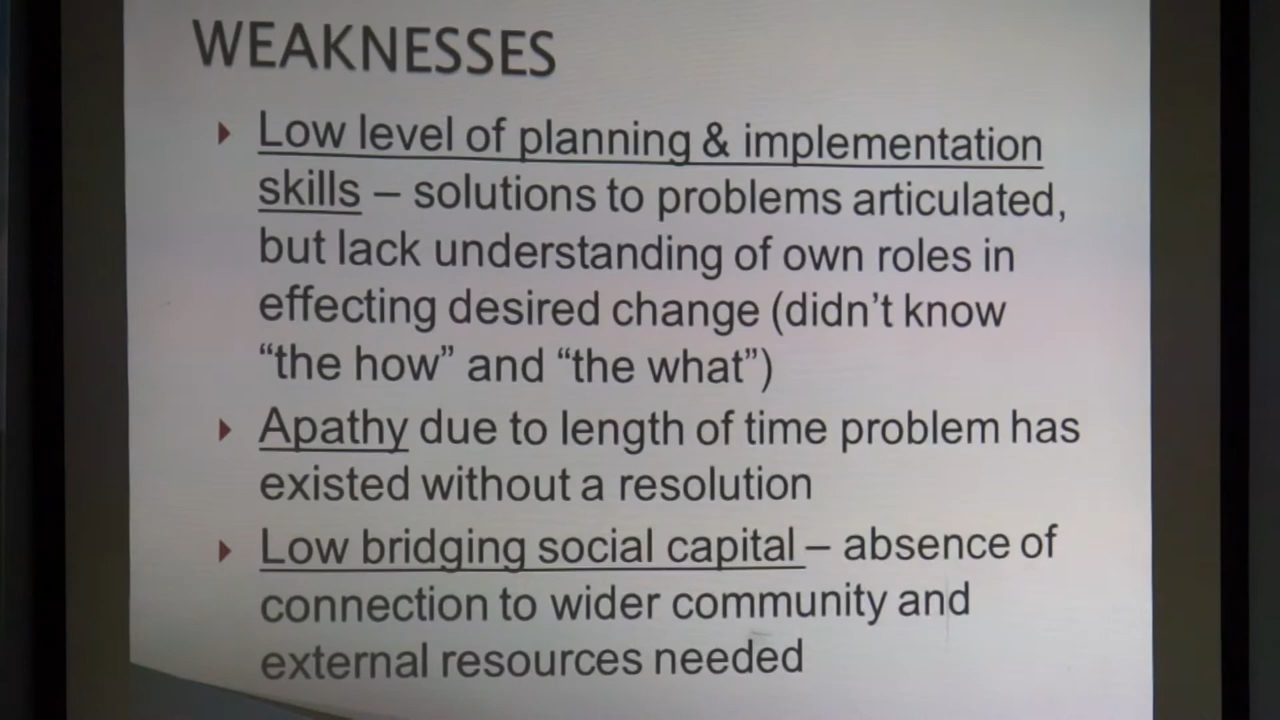 WEAKNESSES
Low level of planning & implementation
skills – solutions to problems articulated,
but lack understanding of own roles in
effecting desired change (didn’t know
“the how” and “the what”)
Apathy due to length of time problem has
existed without a resolution
Low bridging social capital – absence of
connection to wider community and
external resources needed